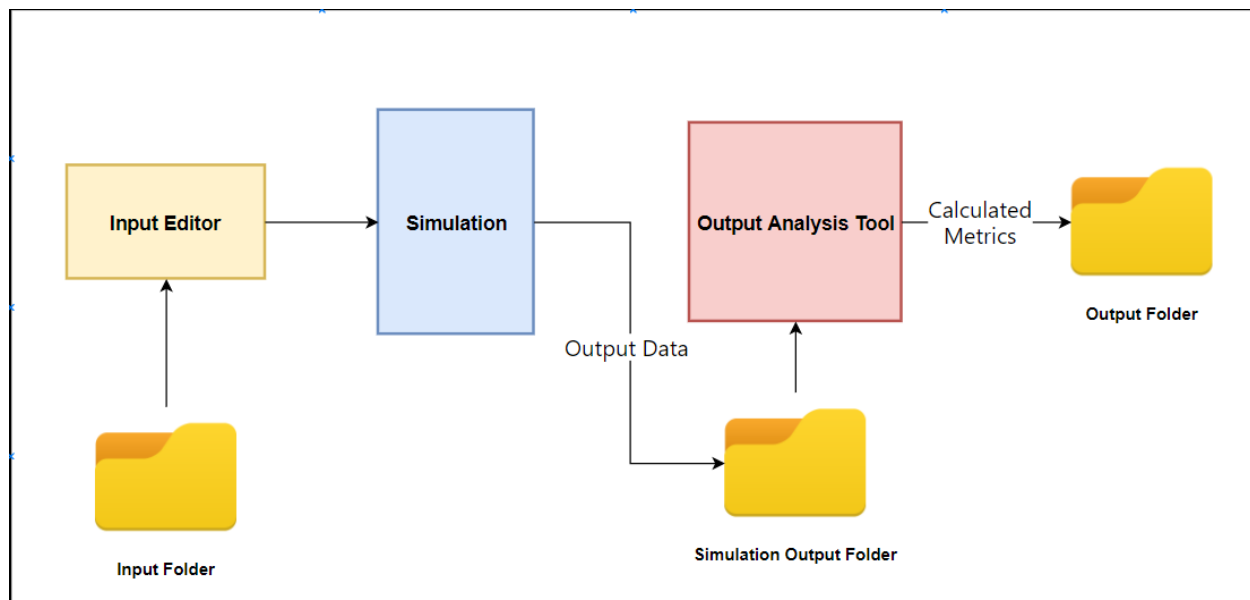 Input Editor
Simulation
Output Analysis Tool
Calculated
Metrics
Output Folder
Output Data
Input Folder
Simulation Output Folder